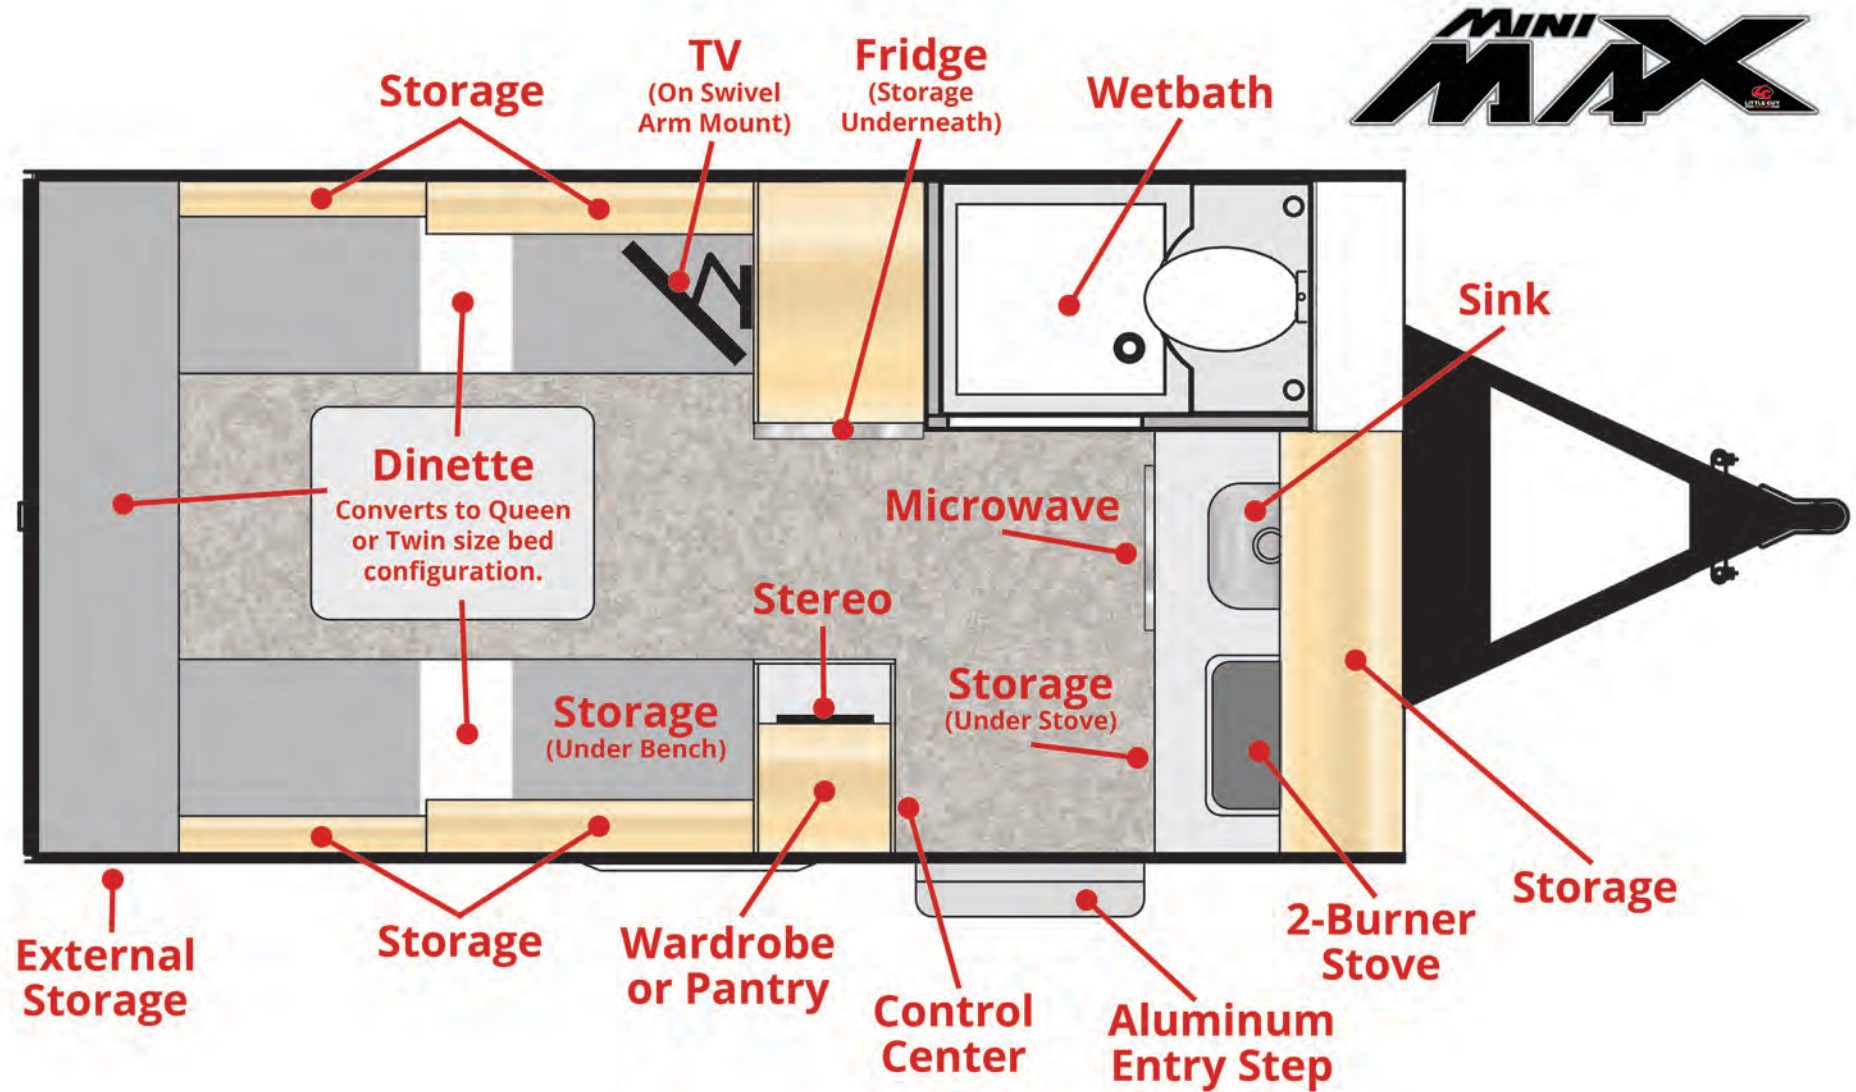 MINI
MAX
LITTLE GUY
TV
(On Swivel
Arm Mount)
Fridge
(Storage
Underneath)
Storage
Wetbath
Sink
Dinette
Converts to Queen
or Twin size bed
configuration.
Microwave
Stereo
Storage
(Under Stove)
Storage
(Under Bench)
Storage
2-Burner
Stove
External
Storage
Storage
Wardrobe
or Pantry
Control
Center
Aluminum
Entry Step